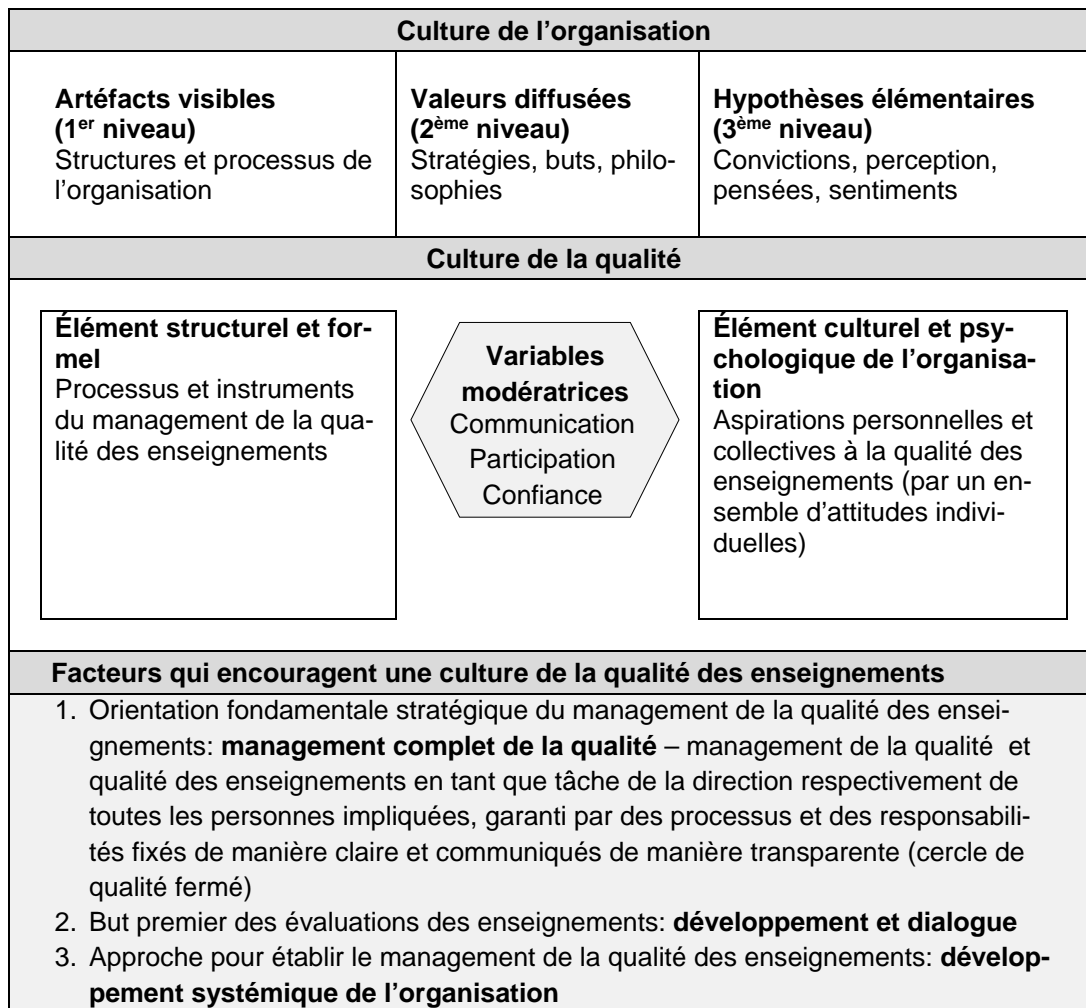 Culture de l’organisation
Artéfacts visibles
(1er niveau)
Structures et processus de
l’organisation
Valeurs diffusées
(2ème niveau)
Stratégies, buts, philo-
sophies
Hypothèses élémentaires
(3ème niveau)
Convictions, perception,
pensées, sentiments
Culture de la qualité
Élément structurel et for-
mel
Processus et instruments
du management de la qua-
lité des enseignements
Variables
modératrices
Communication
Participation
Confiance
Élément culturel et psy-
chologique de l’organisa-
tion
Aspirations personnelles et
collectives à la qualité des
enseignements (par un en-
semble d’attitudes indivi-
duelles)
Facteurs qui encouragent une culture de la qualité des enseignements
1. Orientation fondamentale stratégique du management de la qualité des ensei-
gnements: management complet de la qualité – management de la qualité et
qualité des enseignements en tant que tâche de la direction respectivement de
toutes les personnes impliquées, garanti par des processus et des responsabili-
tés fixés de manière claire et communiqués de manière transparente (cercle de
qualité fermé)
2. But premier des évaluations des enseignements: développement et dialogue
3. Approche pour établir le management de la qualité des enseignements: dévelop-
pement systémique de l’organisation